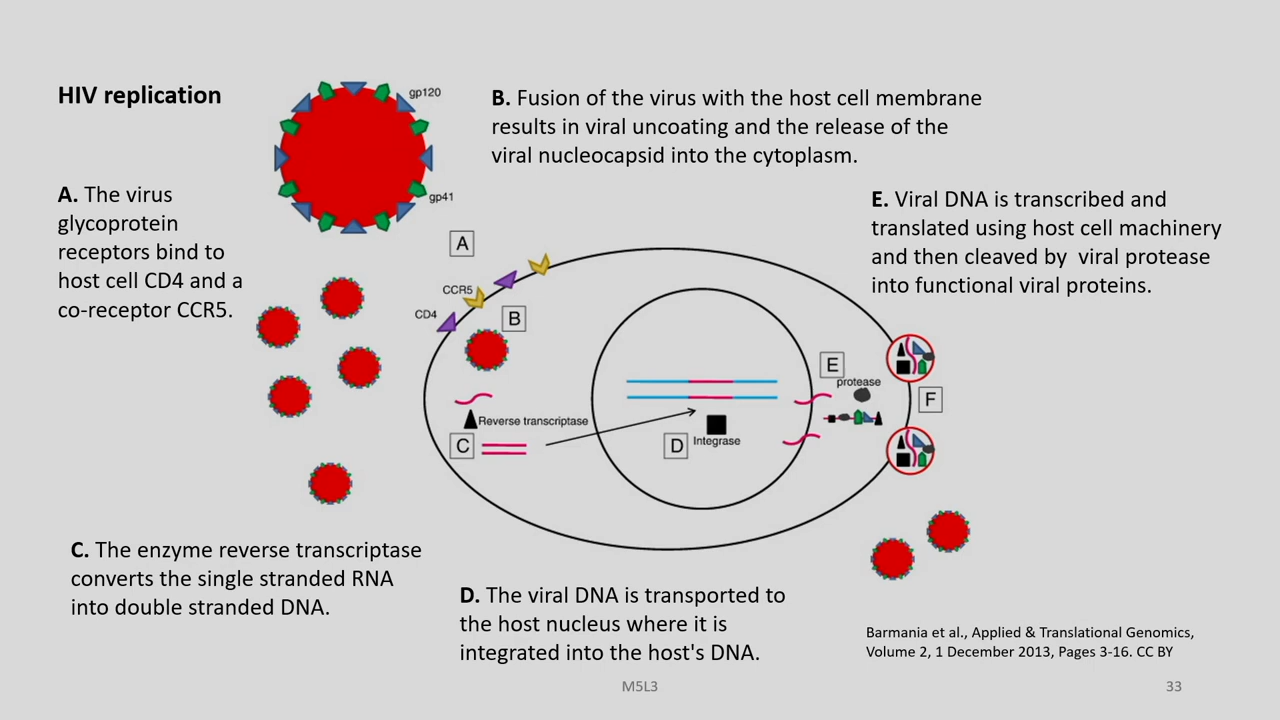 HIV replication
gp120
gp41
A. The virus
glycoprotein
receptors bind to
host cell CD4 and a
co-receptor CCR5.
B. Fusion of the virus with the host cell membrane
results in viral uncoating and the release of the
viral nucleocapsid into the cytoplasm.
E. Viral DNA is transcribed and
translated using host cell machinery
and then cleaved by  viral protease
into functional viral proteins.
A
CCR5
CD4
B
E
protease
F
Reverse transcriptase
C
D
Integrase
C. The enzyme reverse transcriptase
converts the single stranded RNA
into double stranded DNA.
D. The viral DNA is transported to
the host nucleus where it is
integrated into the host's DNA.
Barmania et al., Applied & Translational Genomics,
Volume 2, 1 December 2013, Pages 3-16. CC BY
M5L3
33